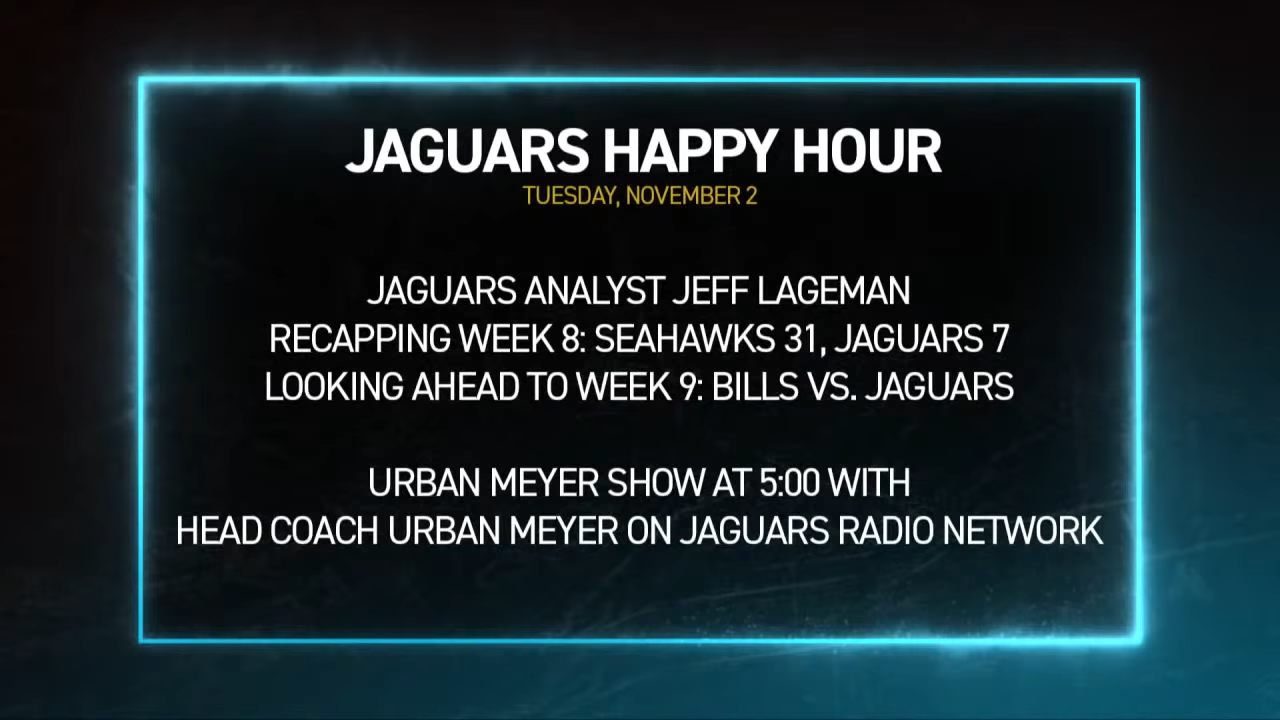 JAGUARS HAPPY HOUR
TUESDAY, NOVEMBER 2
JAGUARS ANALYST JEFF LAGEMAN
RECAPPING WEEK 8: SEAHAWKS 31, JAGUARS 7
LOOKING AHEAD TO WEEK 9: BILLS VS. JAGUARS
URBAN MEYER SHOW AT 5:00 WITH
HEAD COACH URBAN MEYER ON JAGUARS RADIO NETWORK